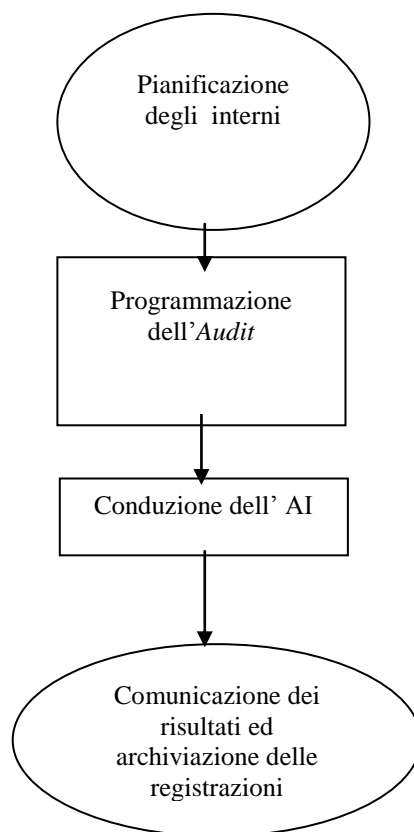 Pianificazione
degli interni
Programmazione
dell’Audit
Conduzione dell’ AI
Comunicazione dei
risultati ed
archiviazione delle
registrazioni